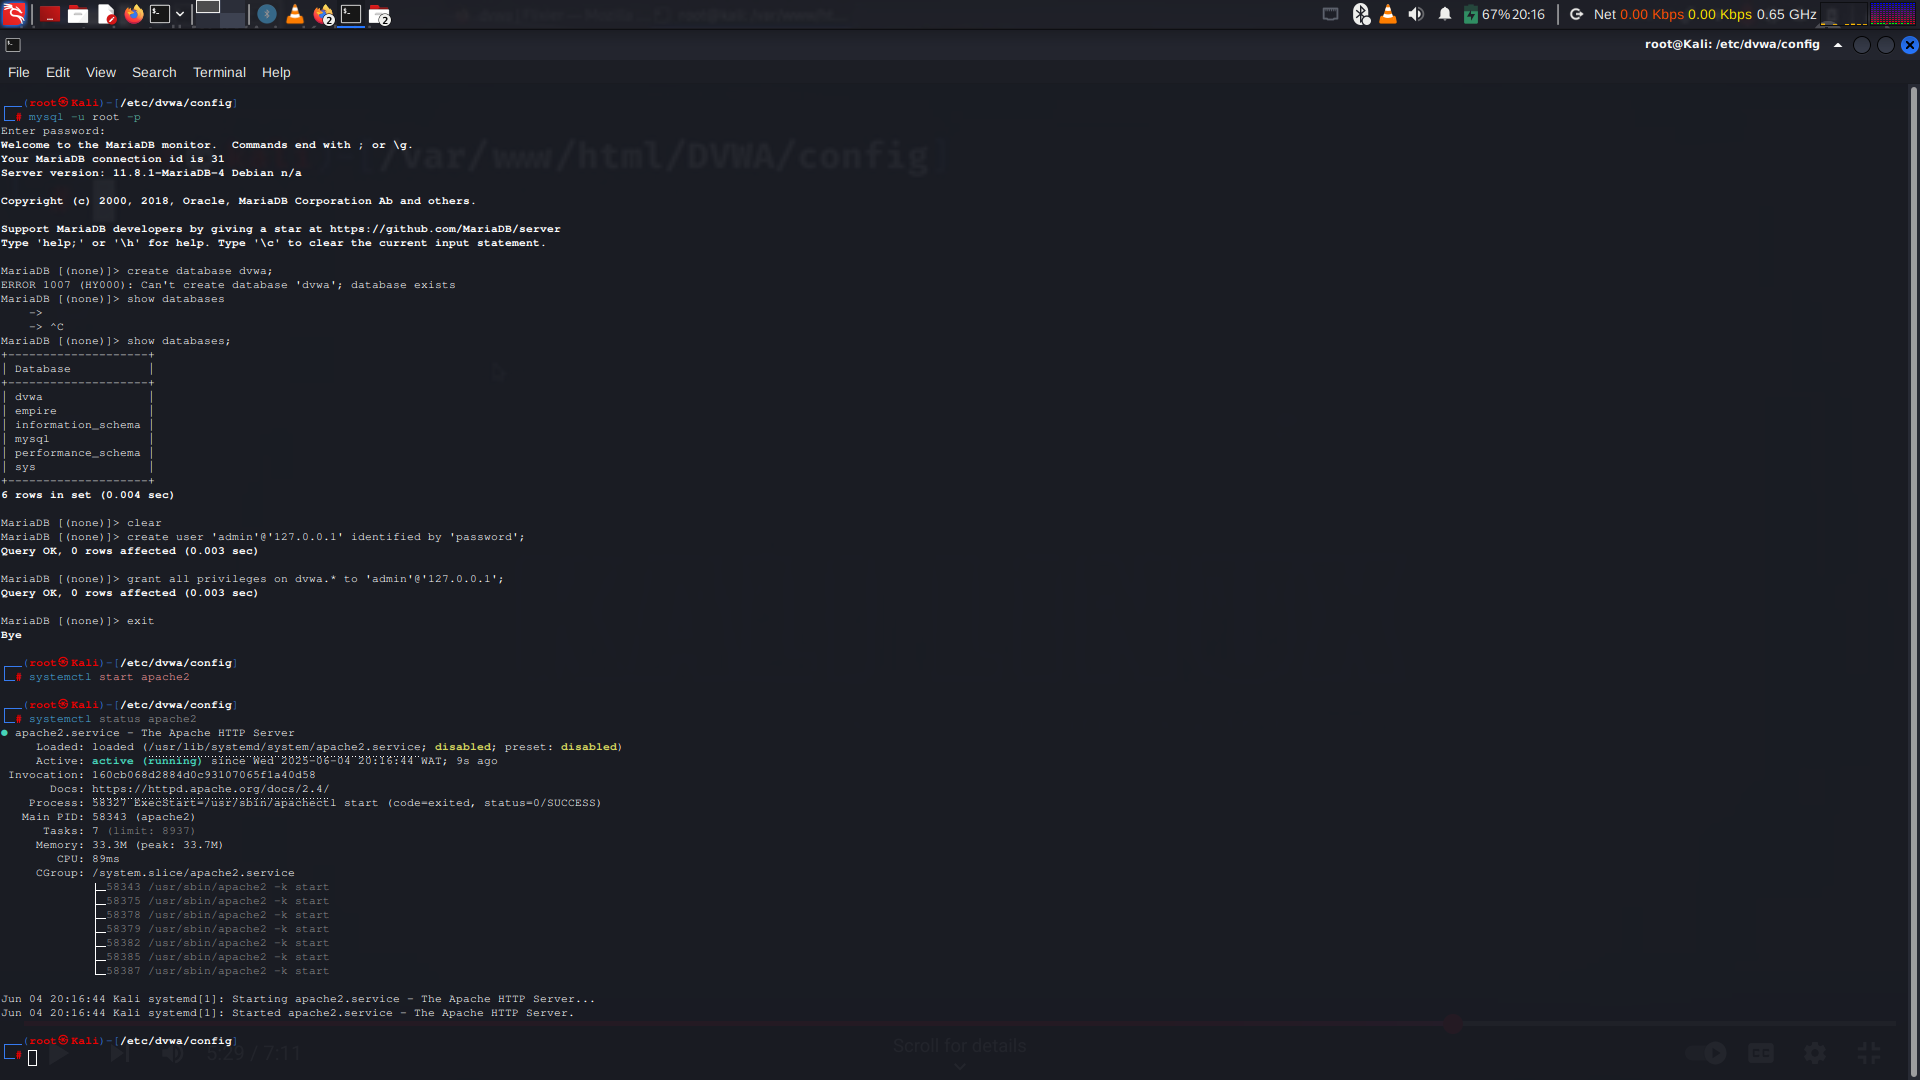 67% 20:16 Net 0.00 Kbps 0.00 Kbps 0.65 GHz
2
2
root@Kali: /etc/dvwa/config
File Edit View Search Terminal Help
(root㉿Kali)-[/etc/dvwa/config]
# mysql -u root -p
Enter password:
Welcome to the MariaDB monitor.  Commands end with ; or \g.
/var/www/html/DVWA/config
Your MariaDB connection id is 31
Server version: 11.8.1-MariaDB-4 Debian n/a
Copyright (c) 2000, 2018, Oracle, MariaDB Corporation Ab and others.
Support MariaDB developers by giving a star at https://github.com/MariaDB/server
Type 'help;' or '\h' for help. Type '\c' to clear the current input statement.
MariaDB [(none)]> create database dvwa;
ERROR 1007 (HY000): Can't create database 'dvwa'; database exists
MariaDB [(none)]> show databases
->
-> ^C
MariaDB [(none)]> show databases;
+--------------------+
| Database           |
+--------------------+
| dvwa               |
| empire             |
| information_schema |
| mysql              |
| performance_schema |
| sys                |
+--------------------+
6 rows in set (0.004 sec)
MariaDB [(none)]> clear
MariaDB [(none)]> create user 'admin'@'127.0.0.1' identified by 'password';
Query OK, 0 rows affected (0.003 sec)
MariaDB [(none)]> grant all privileges on dvwa.* to 'admin'@'127.0.0.1';
Query OK, 0 rows affected (0.003 sec)
MariaDB [(none)]> exit
Bye
(root㉿Kali)-[/etc/dvwa/config]
# systemctl start apache2
(root㉿Kali)-[/etc/dvwa/config]
# systemctl status apache2
● apache2.service - The Apache HTTP Server
Loaded: loaded (/usr/lib/systemd/system/apache2.service; disabled; preset: disabled)
Active: active (running) since Wed 2025-06-04 20:16:44 WAT; 9s ago
Invocation: 160cb068d2884d0c93107065f1a40d58
Docs: https://httpd.apache.org/docs/2.4/
Process: 58327 ExecStart=/usr/sbin/apachectl start (code=exited, status=0/SUCCESS)
Main PID: 58343 (apache2)
Tasks: 7 (limit: 8937)
Memory: 33.3M (peak: 33.7M)
CPU: 89ms
CGroup: /system.slice/apache2.service
├─58343 /usr/sbin/apache2 -k start
├─58375 /usr/sbin/apache2 -k start
├─58378 /usr/sbin/apache2 -k start
├─58379 /usr/sbin/apache2 -k start
├─58382 /usr/sbin/apache2 -k start
├─58385 /usr/sbin/apache2 -k start
└─58387 /usr/sbin/apache2 -k start
Jun 04 20:16:44 Kali systemd[1]: Starting apache2.service - The Apache HTTP Server...
Jun 04 20:16:44 Kali systemd[1]: Started apache2.service - The Apache HTTP Server.
(root㉿Kali)-[/etc/dvwa/config]
#
5:29 / 7:11
Scroll for details
CC